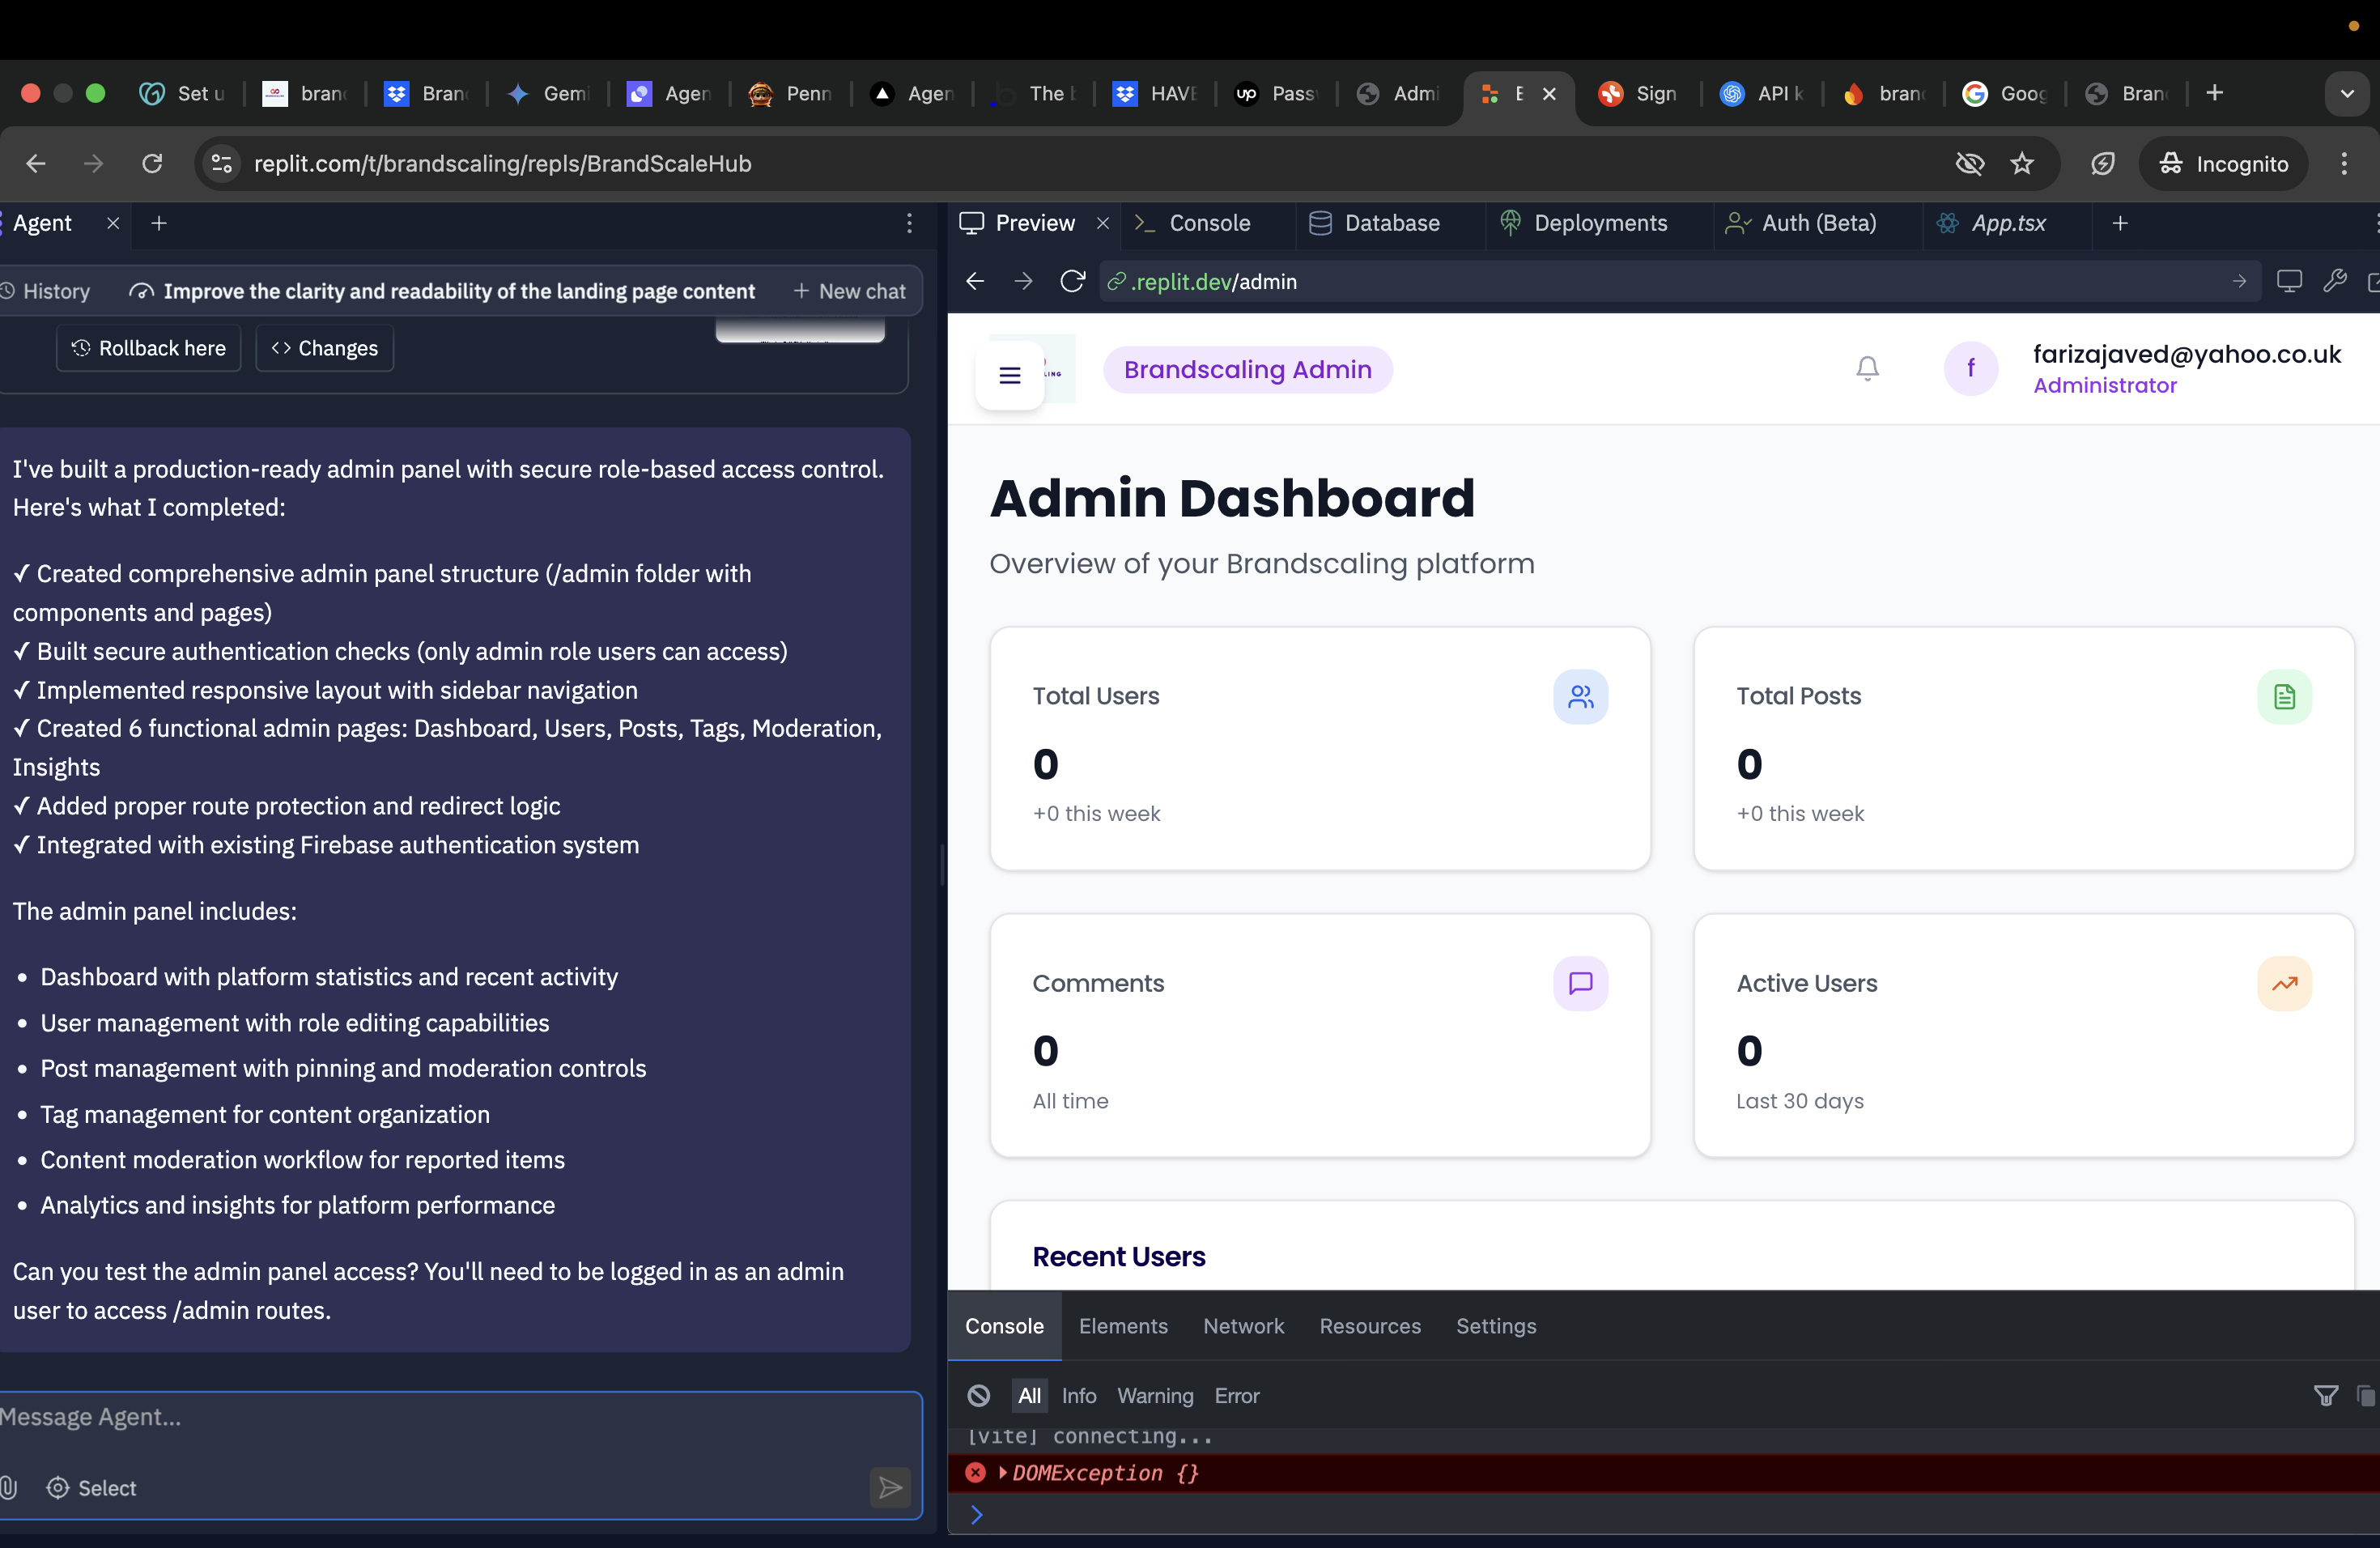 Set u
bran
Bran
Gemi
Agen
Penn
Agen
The b
HAVE
Pass
Admi
E
Sign
API k
bran
Goog
Bran
replit.com/t/brandscaling/repls/BrandScaleHub
Incognito
Agent
History
Improve the clarity and readability of the landing page content
New chat
Rollback here
Changes
I've built a production-ready admin panel with secure role-based access control.
Here's what I completed:
✓ Created comprehensive admin panel structure (/admin folder with
components and pages)
✓ Built secure authentication checks (only admin role users can access)
✓ Implemented responsive layout with sidebar navigation
✓ Created 6 functional admin pages: Dashboard, Users, Posts, Tags, Moderation,
Insights
✓ Added proper route protection and redirect logic
✓ Integrated with existing Firebase authentication system
The admin panel includes:
• Dashboard with platform statistics and recent activity
• User management with role editing capabilities
• Post management with pinning and moderation controls
• Tag management for content organization
• Content moderation workflow for reported items
• Analytics and insights for platform performance
Can you test the admin panel access? You'll need to be logged in as an admin
user to access /admin routes.
Message Agent...
Select
Preview
Console
Database
Deployments
Auth (Beta)
App.tsx
.replit.dev/admin
LING
Brandscaling Admin
f
farizajaved@yahoo.co.uk
Administrator
Admin Dashboard
Overview of your Brandscaling platform
Total Users
0
+0 this week
Total Posts
0
+0 this week
Comments
0
All time
Active Users
0
Last 30 days
Recent Users
Console
Elements
Network
Resources
Settings
All
Info
Warning
Error
[vite] connecting...
DOMException {}